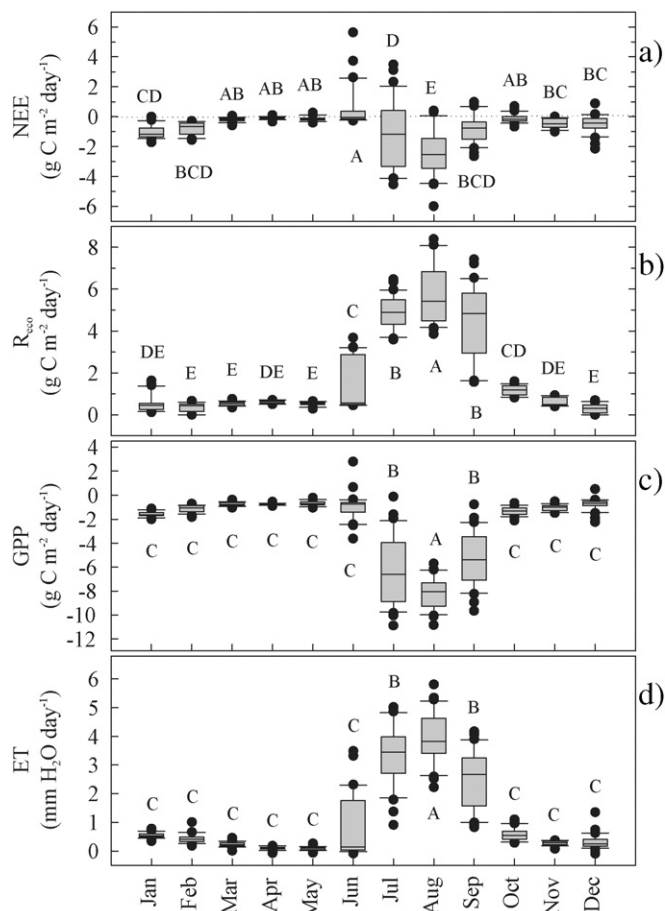 a)
NEE
(g C m⁻² day⁻¹)
6
4
2
0
-2
-4
-6
CD
BCD
AB
AB
AB
A
D
E
BCD
AB
BC
BC
b)
R_eco
(g C m⁻² day⁻¹)
8
6
4
2
0
DE
E
E
DE
E
C
B
A
B
CD
DE
E
c)
GPP
(g C m⁻² day⁻¹)
4
2
0
-2
-4
-6
-8
-10
-12
C
C
C
C
C
C
B
A
B
C
C
C
d)
ET
(mm H₂O day⁻¹)
6
5
4
3
2
1
0
C
C
C
C
C
C
B
A
B
C
C
C
Jan
Feb
Mar
Apr
May
Jun
Jul
Aug
Sep
Oct
Nov
Dec